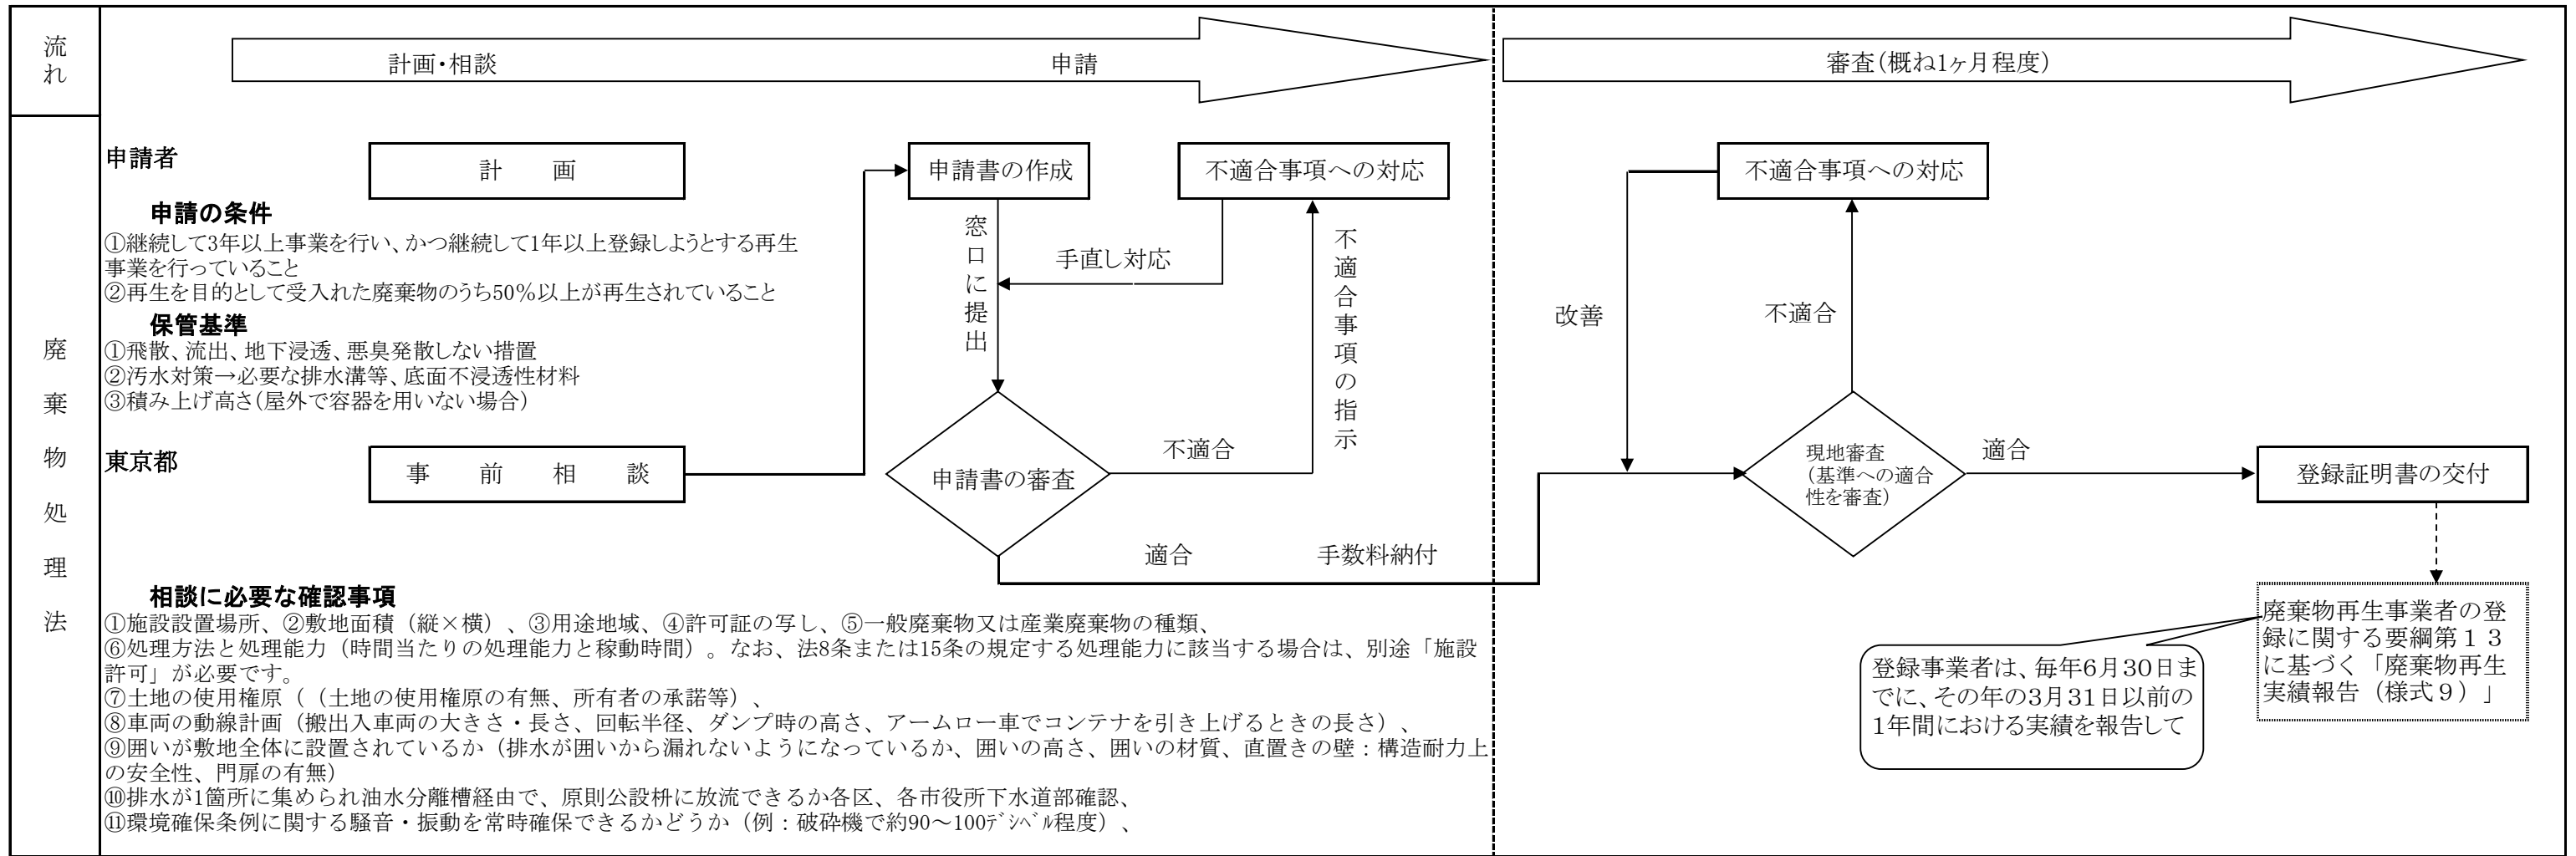 流れ
計画・相談
申請
審査(概ね1ヶ月程度)
廃棄物処理法
申請者
計　　画
申請書の作成
不適合事項への対応
不適合事項への対応
申請の条件
①継続して3年以上事業を行い、かつ継続して1年以上登録しようとする再生
事業を行っていること
②再生を目的として受入れた廃棄物のうち50％以上が再生されていること
保管基準
①飛散、流出、地下浸透、悪臭発散しない措置
②汚水対策→必要な排水溝等、底面不浸透性材料
③積み上げ高さ(屋外で容器を用いない場合)
窓口に提出
手直し対応
不適合事項の指示
改善
不適合
東京都
事　前　相　談
申請書の審査
不適合
現地審査
(基準への適合
性を審査)
適合
登録証明書の交付
適合
手数料納付
相談に必要な確認事項
①施設設置場所、②敷地面積（縦×横）、③用途地域、④許可証の写し、⑤一般廃棄物又は産業廃棄物の種類、
⑥処理方法と処理能力（時間当たりの処理能力と稼動時間）。なお、法8条または15条の規定する処理能力に該当する場合は、別途「施設
許可」が必要です。
⑦土地の使用権原（（土地の使用権原の有無、所有者の承諾等）、
⑧車両の動線計画（搬出入車両の大きさ・長さ、回転半径、ダンプ時の高さ、アームロー車でコンテナを引き上げるときの長さ）、
⑨囲いが敷地全体に設置されているか（排水が囲いから漏れないようになっているか、囲いの高さ、囲いの材質、直置きの壁：構造耐力上
の安全性、門扉の有無）
⑩排水が1箇所に集められ油水分離槽経由で、原則公設枡に放流できるか各区、各市役所下水道部確認、
⑪環境確保条例に関する騒音・振動を常時確保できるかどうか（例：破砕機で約90～100ﾃﾞｼﾍﾞﾙ程度）、
登録事業者は、毎年6月30日ま
でに、その年の3月31日以前の
1年間における実績を報告して
廃棄物再生事業者の登
録に関する要綱第１３
に基づく「廃棄物再生
実績報告（様式９）」